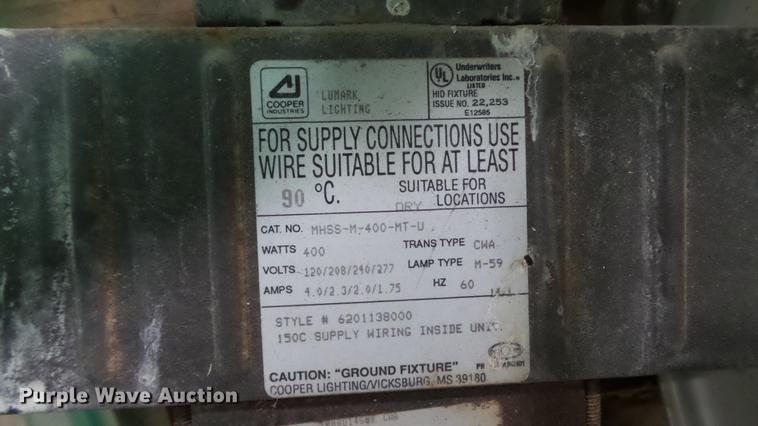 COOPER
INDUSTRIES
LUMARK
LIGHTING
UL
Underwriters
Laboratories Inc.
LISTED
HID FIXTURE
ISSUE NO. 22,253
E12585
FOR SUPPLY CONNECTIONS USE
WIRE SUITABLE FOR AT LEAST
90 °C. SUITABLE FOR
DRY LOCATIONS
CAT. NO. MHSS-M-400-MT-U
WATTS 400 TRANS TYPE CWA
VOLTS 120/208/240/277 LAMP TYPE M-59
AMPS 4.0/2.3/2.0/1.75 HZ 60
STYLE # 6201138000
150C SUPPLY WIRING INSIDE UNIT.
CAUTION: "GROUND FIXTURE"
COOPER LIGHTING/VICKSBURG, MS 39180
Purple Wave Auction